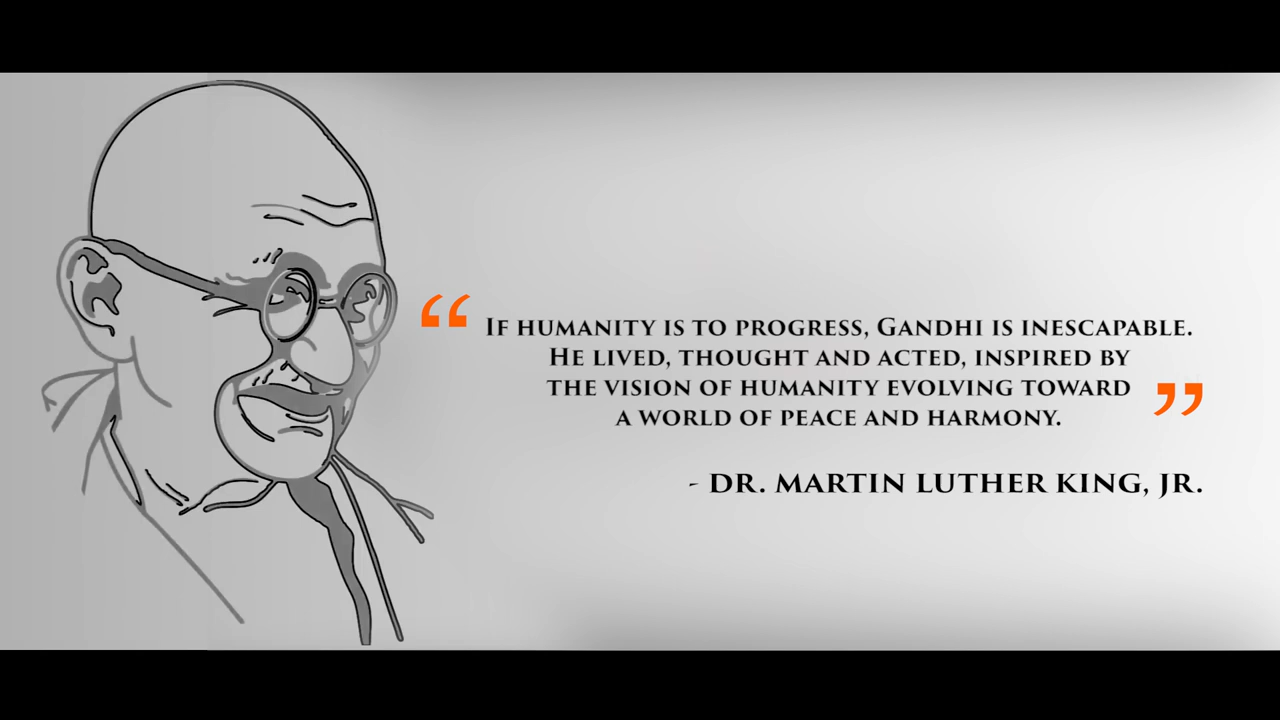 “ If humanity is to progress, Gandhi is inescapable.
He lived, thought and acted, inspired by
the vision of humanity evolving toward
a world of peace and harmony. ”
- DR. MARTIN LUTHER KING, JR.